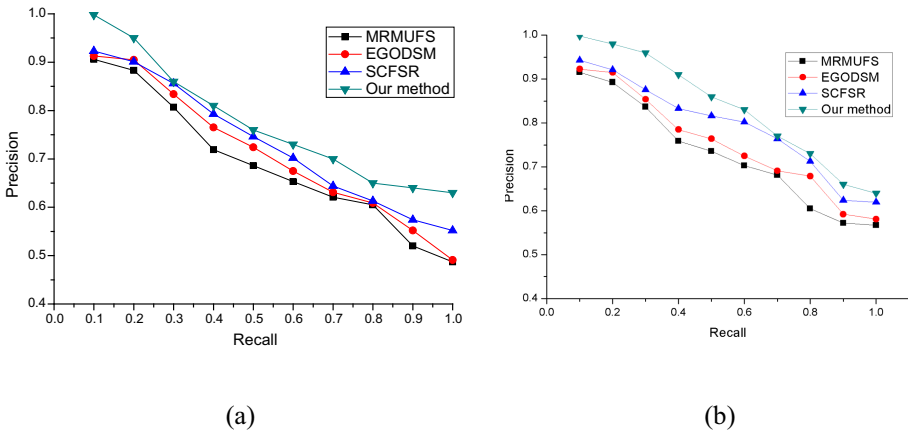 1.0
0.9
0.8
0.7
0.6
0.5
0.4
Precision
0.0 0.1 0.2 0.3 0.4 0.5 0.6 0.7 0.8 0.9 1.0
Recall
MRMUFS
EGODSM
SCFSR
Our method
(a)
1.0
0.9
0.8
0.7
0.6
0.5
0.4
Precision
0.0 0.2 0.4 0.6 0.8 1.0
Recall
MRMUFS
EGODSM
SCFSR
Our method
(b)